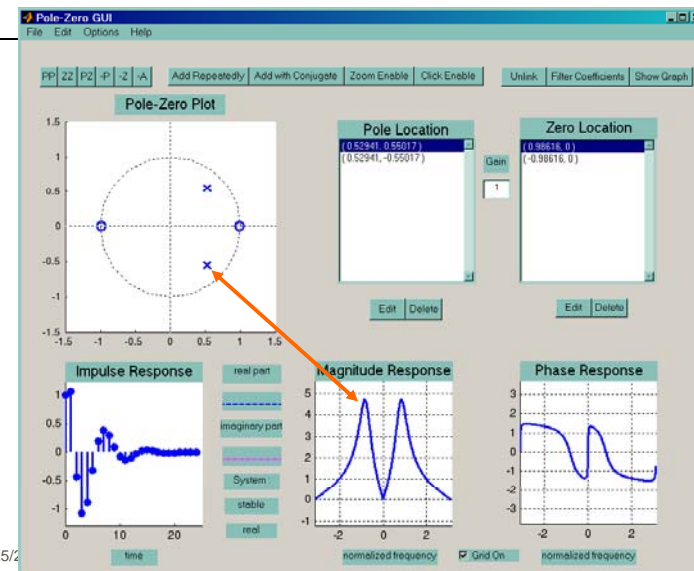 Pole-Zero GUI
File Edit Options Help
PP ZZ PZ -P -Z -A Add Repeatedly Add with Conjugate Zoom Enable Click Enable Unlink Filter Coefficients Show Graph
Pole-Zero Plot
1.5
1
0.5
0
-0.5
-1
-1.5
-1.5 -1 -0.5 0 0.5 1 1.5
Pole Location
( 0.52941, 0.55017 )
( 0.52941, -0.55017 )
Edit Delete
Gain
1
Zero Location
( 0.98616, 0 )
( -0.98616, 0 )
Edit Delete
Impulse Response
1
0.5
0
-0.5
-1
0 10 20
time
real part
imaginary part
System :
stable
real
Magnitude Response
5
4
3
2
1
0
-1
-2 0 2
normalized frequency
Grid On
Phase Response
3
2
1
0
-1
-2
-3
-2 0 2
normalized frequency
5/2